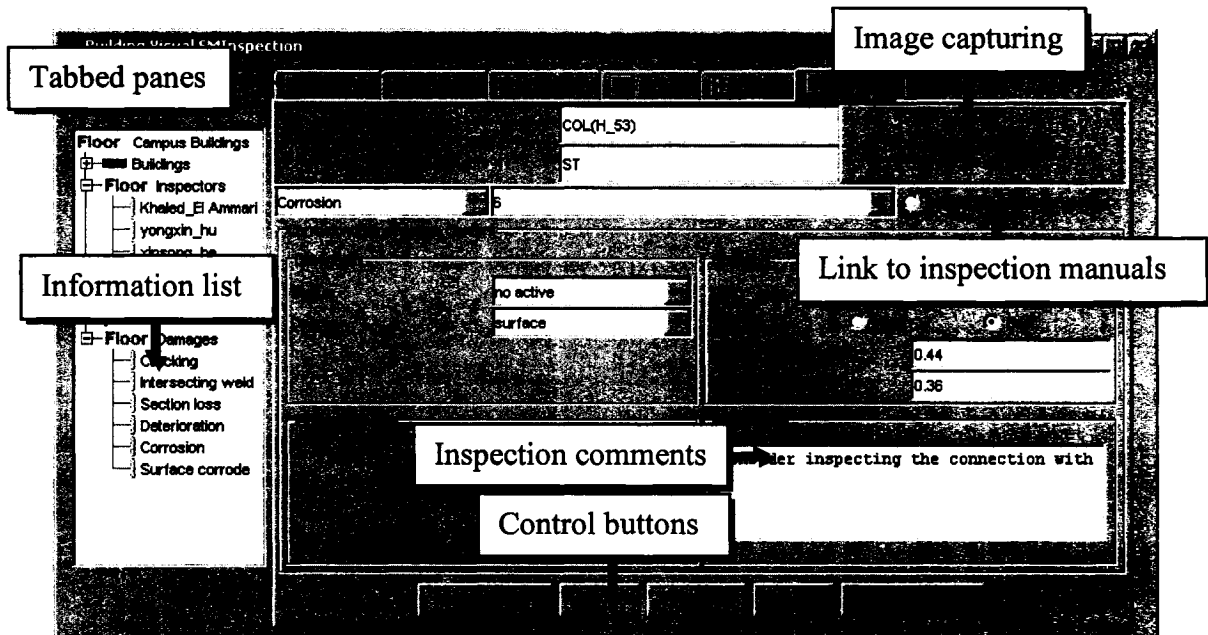 Building Visual SMInspection
Image capturing
Tabbed panes
COL(H_53)
ST
Floor Campus Buildings
Buildings
Floor Inspectors
Khaled_El Ammari
yongxin_hu
xinsong_he
Corrosion
6
Link to inspection manuals
Information list
no active
surface
0.44
0.36
Floor Damages
Cracking
Intersecting weld
Section loss
Deterioration
Corrosion
Surface corrode
Inspection comments
inspecting the connection with
Control buttons